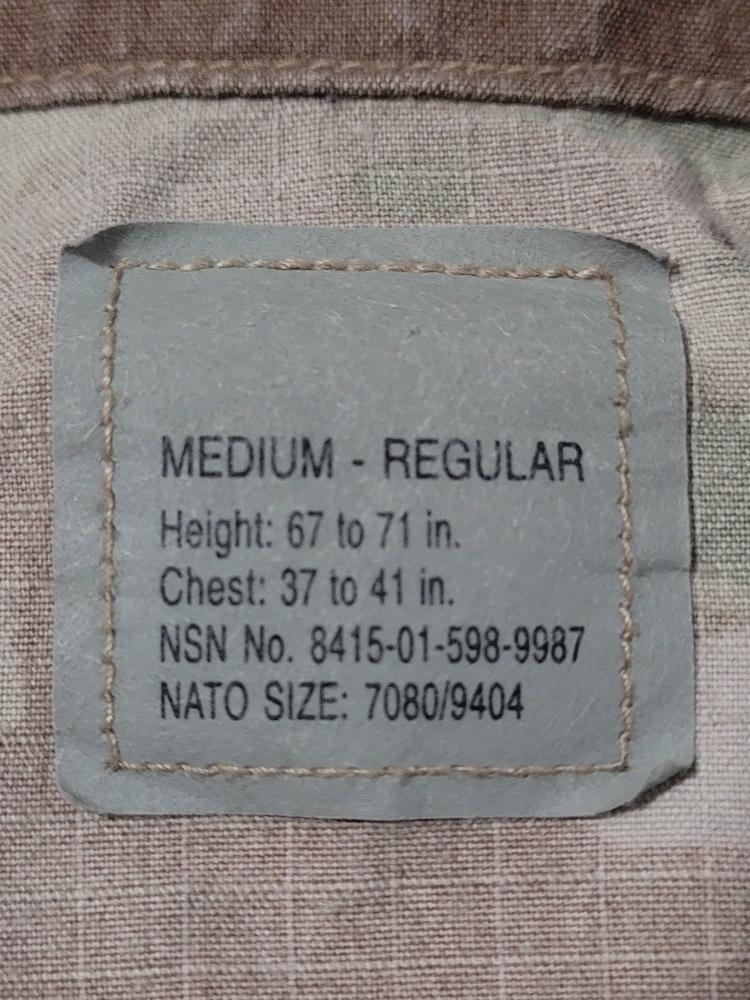 MEDIUM - REGULAR
Height: 67 to 71 in.
Chest: 37 to 41 in.
NSN No. 8415-01-598-9987
NATO SIZE: 7080/9404